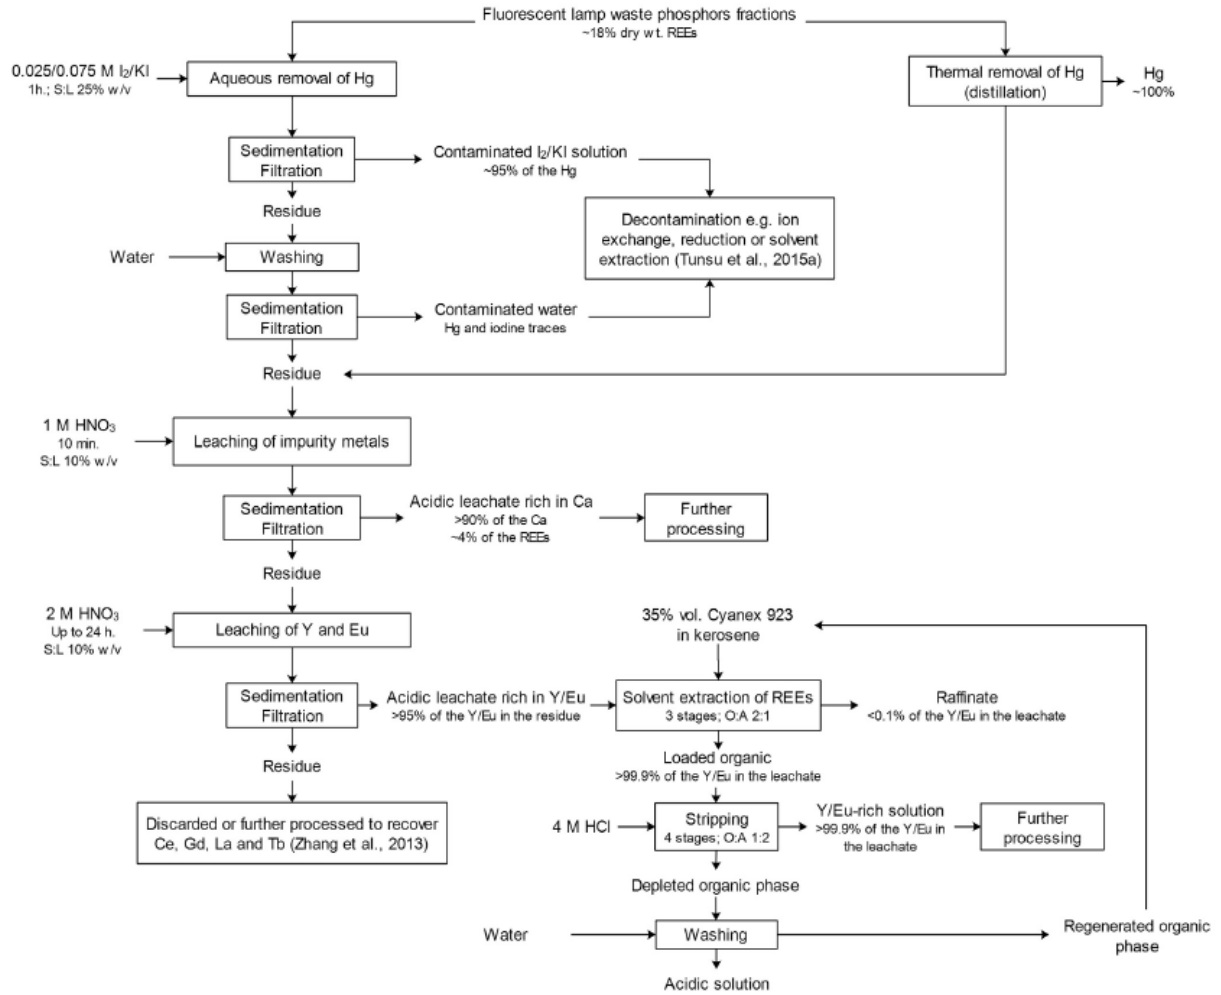 Fluorescent lamp waste phosphors fractions
~18% dry wt. REEs
0.025/0.075 M I₂/KI
1h.; S:L 25% w/v
Aqueous removal of Hg
Thermal removal of Hg
(distillation)
Hg
~100%
Sedimentation
Filtration
Contaminated I₂/KI solution
~95% of the Hg
Residue
Decontamination e.g. ion
exchange, reduction or solvent
extraction (Tunsu et al., 2015a)
Water
Washing
Sedimentation
Filtration
Contaminated water
Hg and iodine traces
Residue
1 M HNO₃
10 min.
S:L 10% w/v
Leaching of impurity metals
Sedimentation
Filtration
Acidic leachate rich in Ca
>90% of the Ca
~4% of the REEs
Further
processing
Residue
2 M HNO₃
Up to 24 h.
S:L 10% w/v
Leaching of Y and Eu
35% vol. Cyanex 923
in kerosene
Sedimentation
Filtration
Acidic leachate rich in Y/Eu
>95% of the Y/Eu in the residue
Solvent extraction of REEs
3 stages; O:A 2:1
Raffinate
<0.1% of the Y/Eu in the leachate
Residue
Loaded organic
>99.9% of the Y/Eu in the leachate
Discarded or further processed to recover
Ce, Gd, La and Tb (Zhang et al., 2013)
4 M HCl
Stripping
4 stages; O:A 1:2
Y/Eu-rich solution
>99.9% of the Y/Eu in
the leachate
Further
processing
Depleted organic phase
Water
Washing
Regenerated organic
phase
Acidic solution